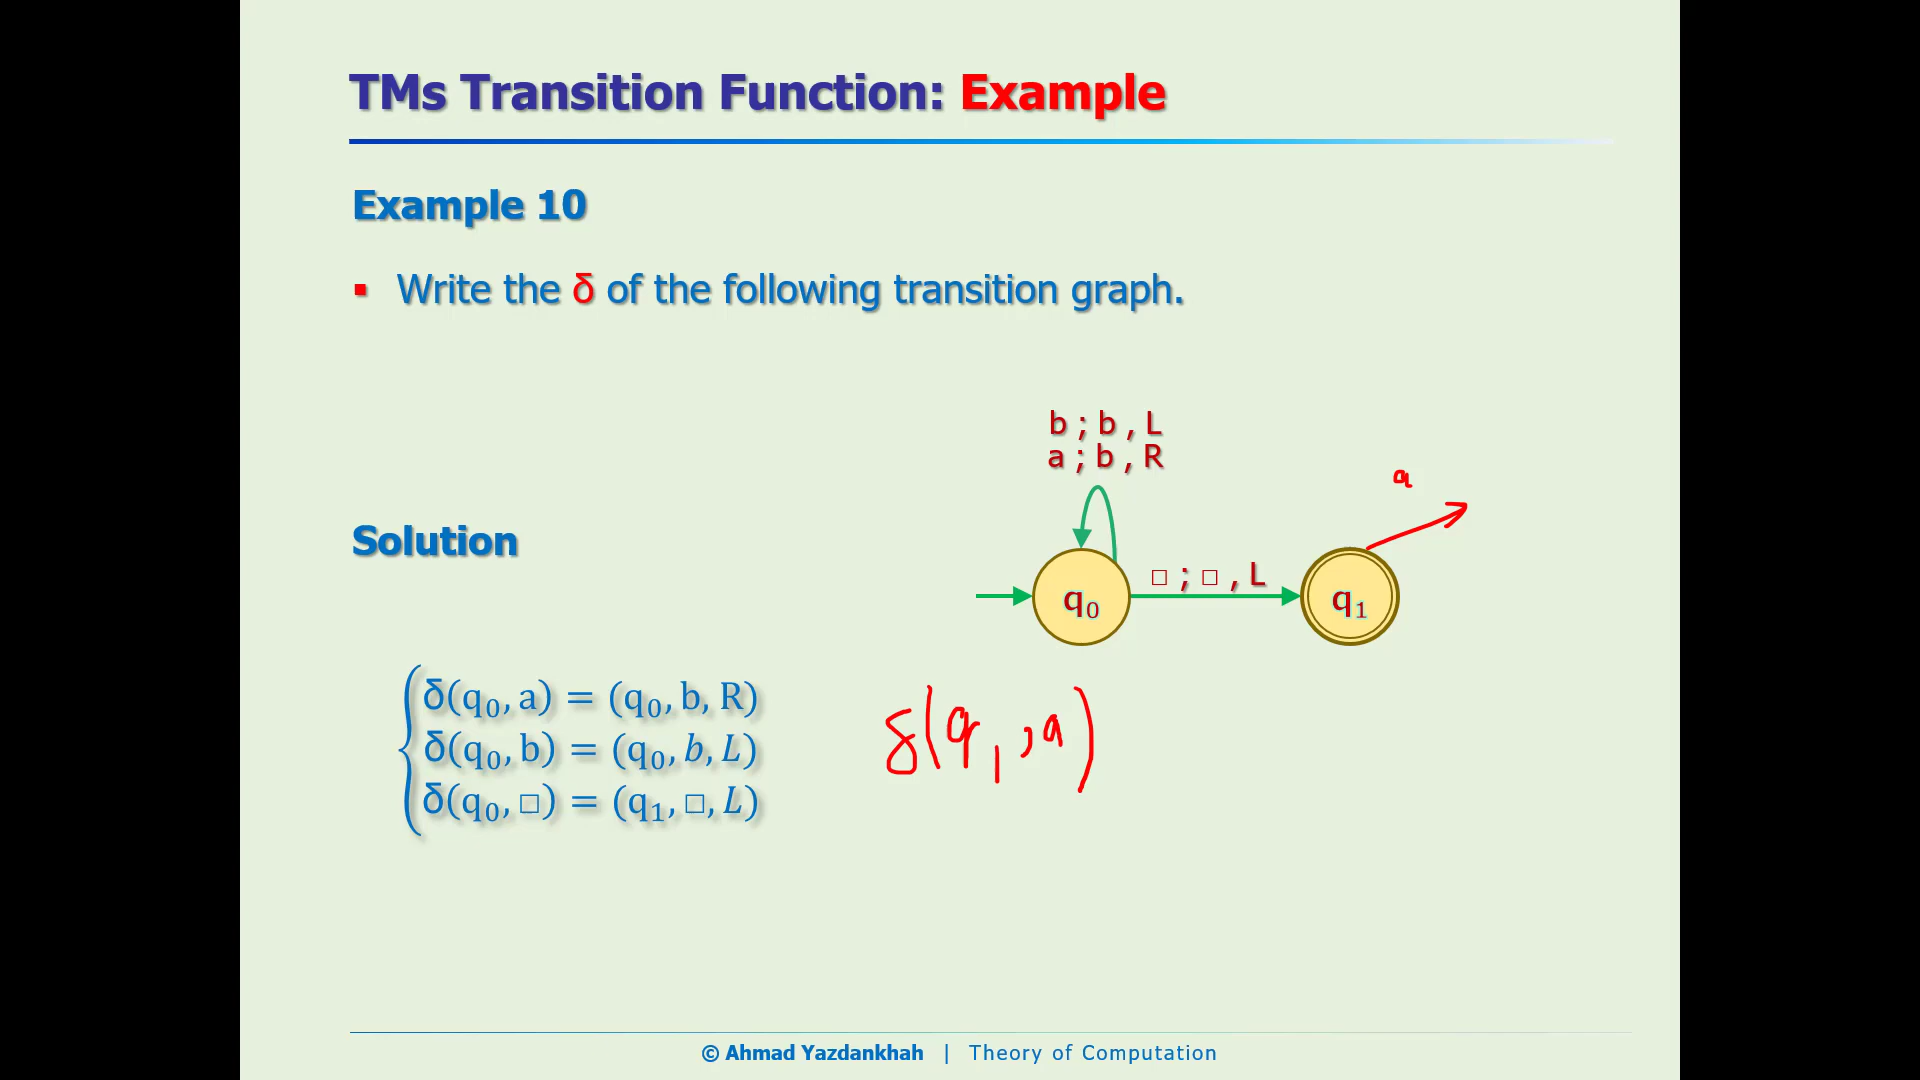 TMs Transition Function: Example
Example 10
▪ Write the δ of the following transition graph.
b ; b , L
a ; b , R
a
Solution
□ ; □ , L
q₀
q₁
δ(q₀, a) = (q₀, b, R)
δ(q₀, b) = (q₀, b, L)
δ(q₀, □) = (q₁, □, L)
δ(q₁, a)
© Ahmad Yazdankhah | Theory of Computation